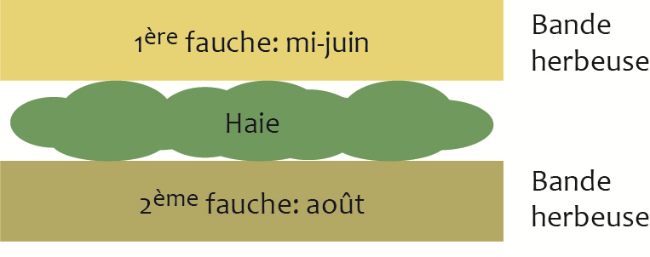 1ère fauche: mi-juin
Bande
herbeuse
Haie
2ème fauche: août
Bande
herbeuse